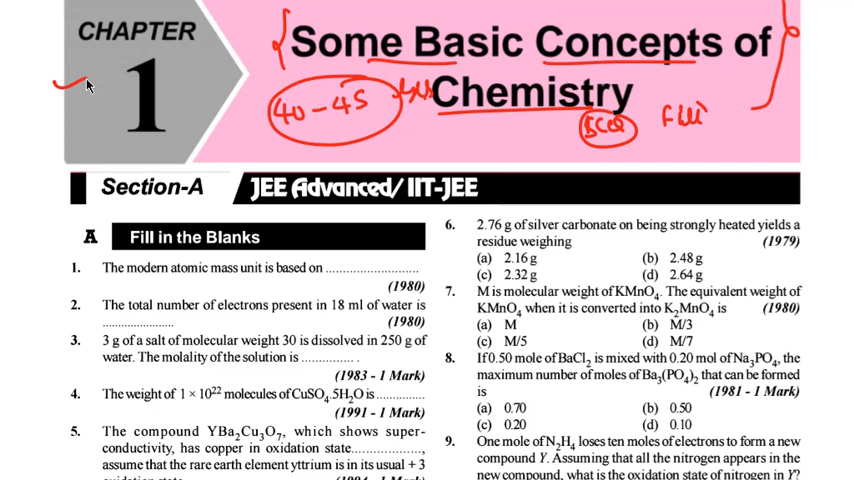 CHAPTER
1
Some Basic Concepts of
Chemistry
40-45
Section-A
JEE Advanced/ IIT-JEE
A Fill in the Blanks
1. The modern atomic mass unit is based on ............................
(1980)
2. The total number of electrons present in 18 ml of water is
...................... (1980)
3. 3 g of a salt of molecular weight 30 is dissolved in 250 g of
water. The molality of the solution is ............... .
(1983 - 1 Mark)
4. The weight of 1 × 10²² molecules of CuSO₄.5H₂O is ..............
(1991 - 1 Mark)
5. The compound YBa₂Cu₃O₇, which shows super-
conductivity, has copper in oxidation state....................,
assume that the rare earth element yttrium is in its usual + 3
6. 2.76 g of silver carbonate on being strongly heated yields a
residue weighing (1979)
(a) 2.16 g (b) 2.48 g
(c) 2.32 g (d) 2.64 g
7. M is molecular weight of KMnO₄. The equivalent weight of
KMnO₄ when it is converted into K₂MnO₄ is (1980)
(a) M (b) M/3
(c) M/5 (d) M/7
8. If 0.50 mole of BaCl₂ is mixed with 0.20 mol of Na₃PO₄, the
maximum number of moles of Ba₃(PO₄)₂ that can be formed
is (1981 - 1 Mark)
(a) 0.70 (b) 0.50
(c) 0.20 (d) 0.10
9. One mole of N₂H₄ loses ten moles of electrons to form a new
compound Y. Assuming that all the nitrogen appears in the
new compound, what is the oxidation state of nitrogen in Y?